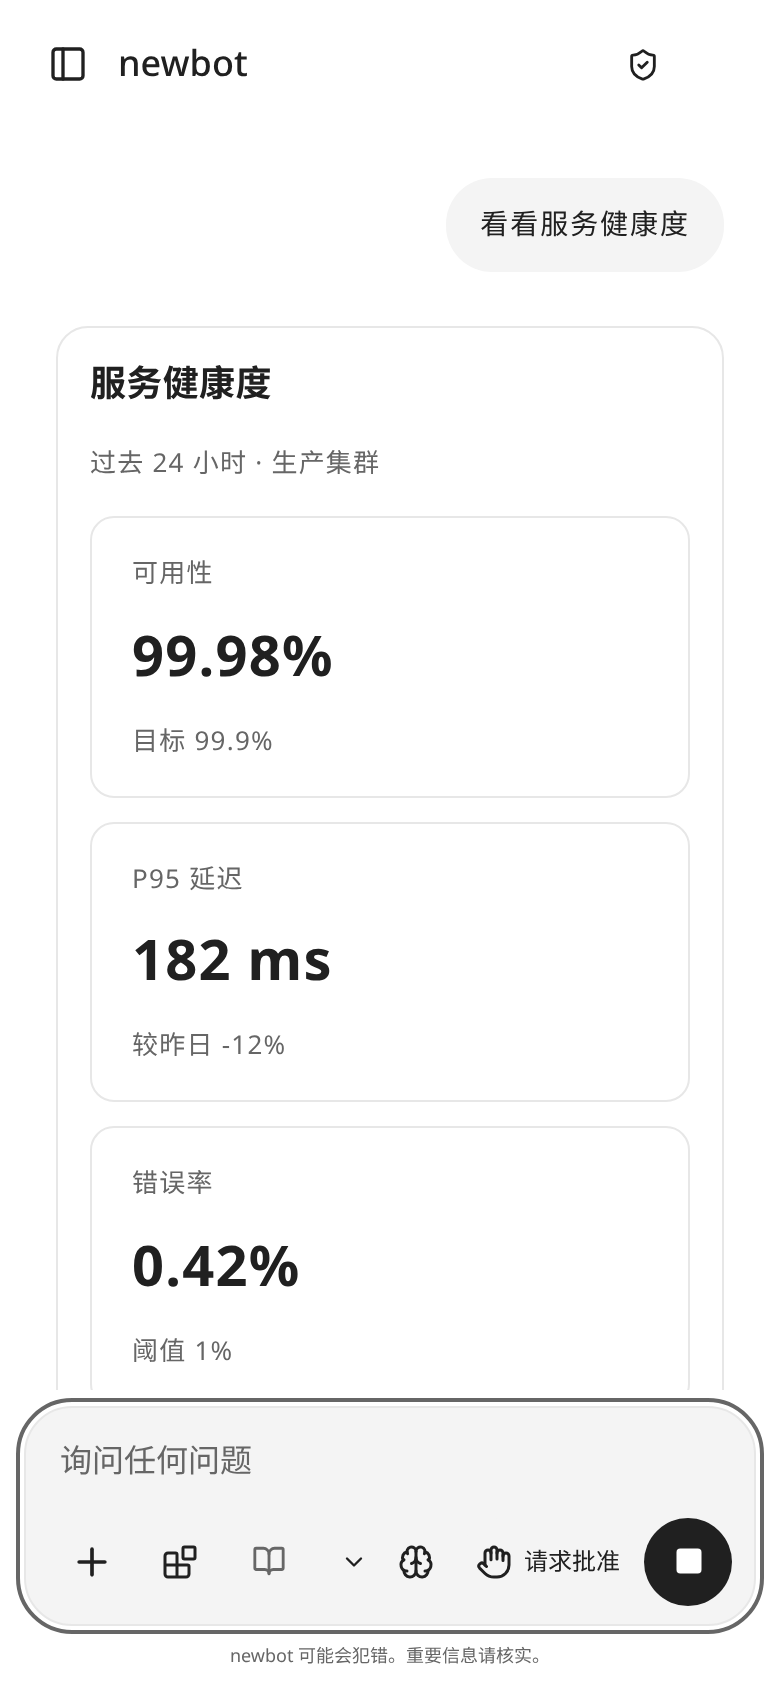 newbot
看看服务健康度
服务健康度
过去 24 小时 · 生产集群
可用性
99.98%
目标 99.9%
P95 延迟
182 ms
较昨日 -12%
错误率
0.42%
阈值 1%
询问任何问题
请求批准
newbot 可能会犯错。重要信息请核实。